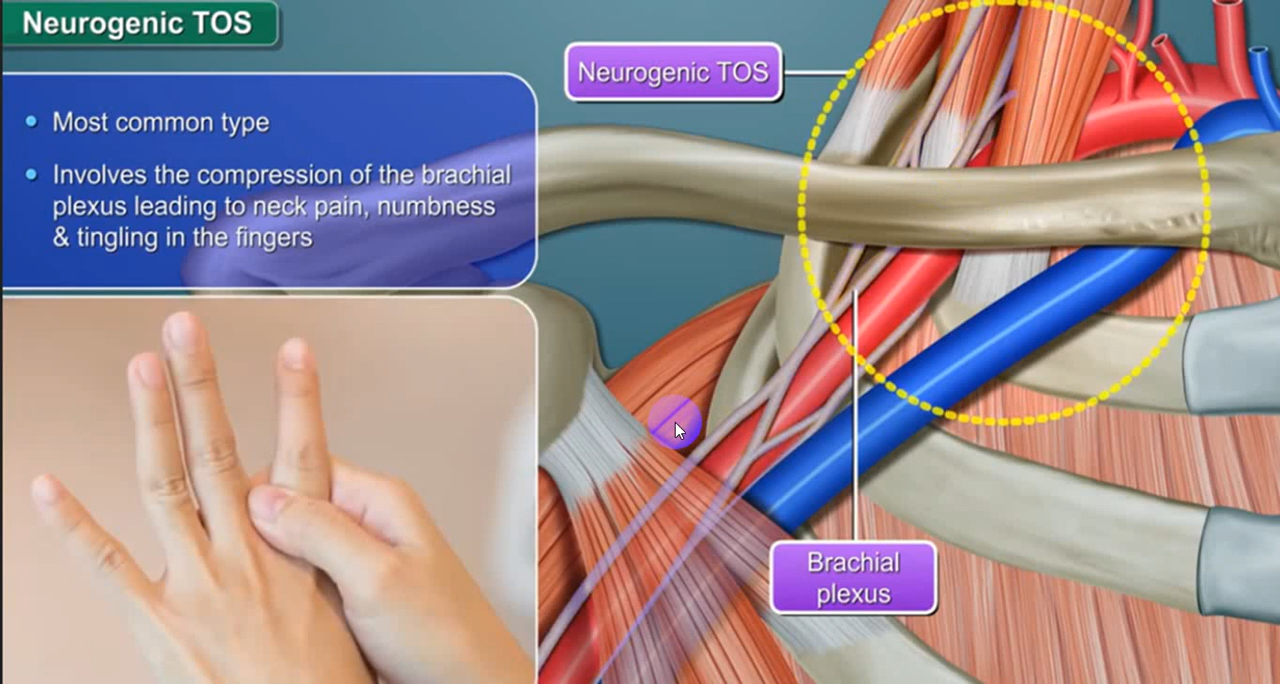 Neurogenic TOS
Most common type
Involves the compression of the brachial
plexus leading to neck pain, numbness
& tingling in the fingers
Neurogenic TOS
Brachial
plexus